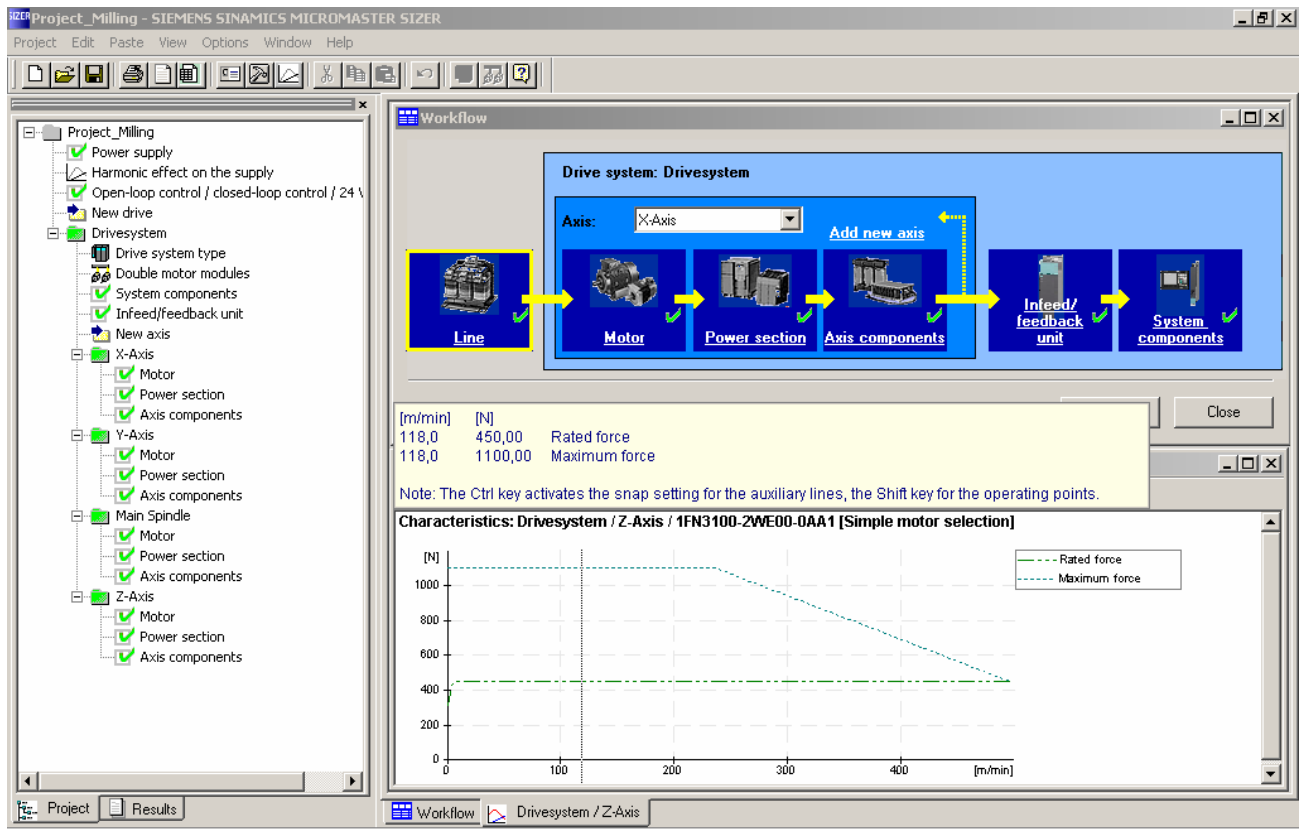 SIZER Project_Milling - SIEMENS SINAMICS MICROMASTER SIZER
Project Edit Paste View Options Window Help
Project_Milling
Power supply
Harmonic effect on the supply
Open-loop control / closed-loop control / 24 V
New drive
Drivesystem
Drive system type
Double motor modules
System components
Infeed/feedback unit
New axis
X-Axis
Motor
Power section
Axis components
Y-Axis
Motor
Power section
Axis components
Main Spindle
Motor
Power section
Axis components
Z-Axis
Motor
Power section
Axis components
Project Results
Workflow
Drive system: Drivesystem
Axis: X-Axis
Add new axis
Line
Motor
Power section
Axis components
Infeed/
feedback
unit
System
components
Close
[m/min] [N]
118,0 450,00 Rated force
118,0 1100,00 Maximum force
Note: The Ctrl key activates the snap setting for the auxiliary lines, the Shift key for the operating points.
Characteristics: Drivesystem / Z-Axis / 1FN3100-2WE00-0AA1 [Simple motor selection]
[N]
1000
800
600
400
200
0
0 100 200 300 400 [m/min]
Rated force
Maximum force
Workflow Drivesystem / Z-Axis